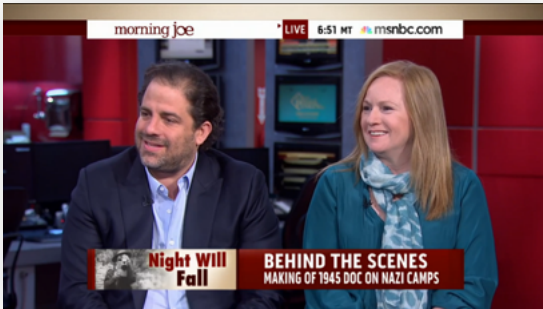 morning joe
LIVE 6:51 MT msnbc.com
Night WIll
Fall
BEHIND THE SCENES
MAKING OF 1945 DOC ON NAZI CAMPS